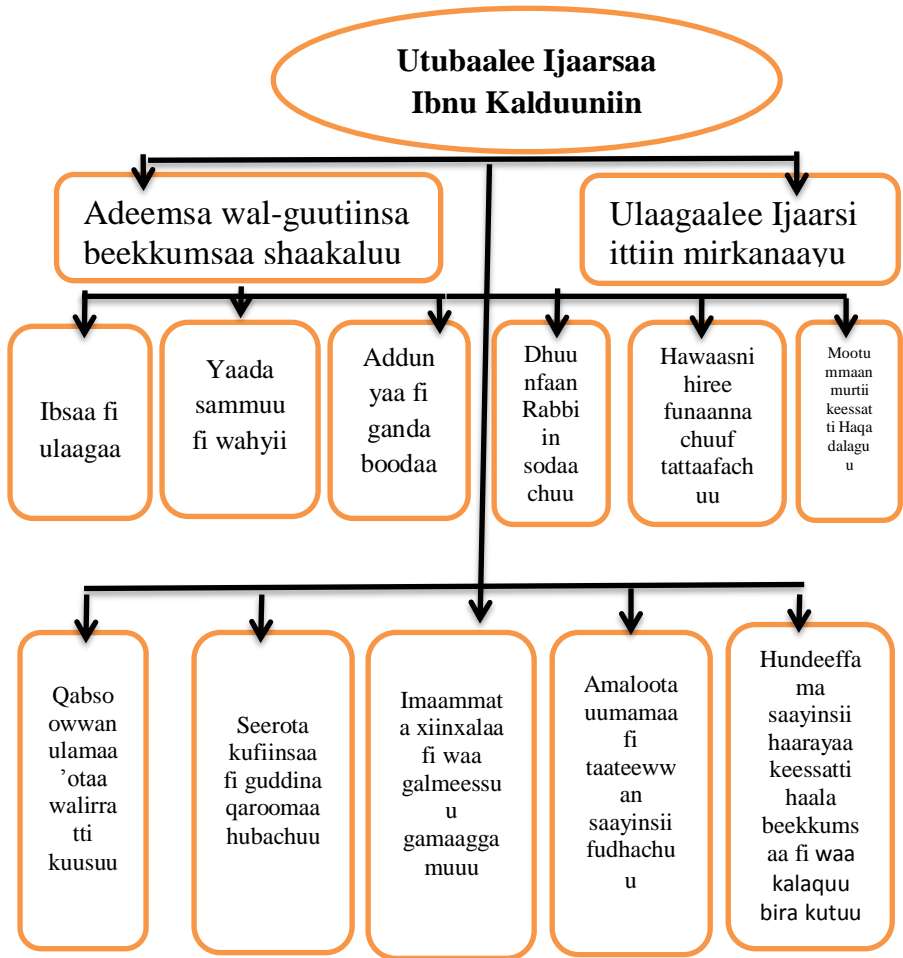 Utubaalee Ijaarsaa
Ibnu Kalduuniin
Adeemsa wal-guutiinsa
beekkumsaa shaakaluu
Ulaagaalee Ijaarsi
ittiin mirkanaayu
Ibsaa fi
ulaagaa
Yaada
sammuu
fi wahyii
Addun
yaa fi
ganda
boodaa
Dhuu
nfaan
Rabbi
in
sodaa
chuu
Hawaasni
hiree
funaanna
chuuf
tattaafach
uu
Mootu
mmaan
murtii
keessat
ti Haqa
dalagu
u
Qabso
owwan
ulamaa
’otaa
walirra
tti
kuusuu
Seerota
kufiinsaa
fi guddina
qaroomaa
hubachuu
Imaammat
a xiinxalaa
fi waa
galmeessu
u
gamaagga
muuu
Amaloota
uumamaa
fi
taateeww
an
saayinsii
fudhachu
u
Hundeeffa
ma
saayinsii
haarayaa
keessatti
haala
beekkums
aa fi waa
kalaquu
bira kutuu